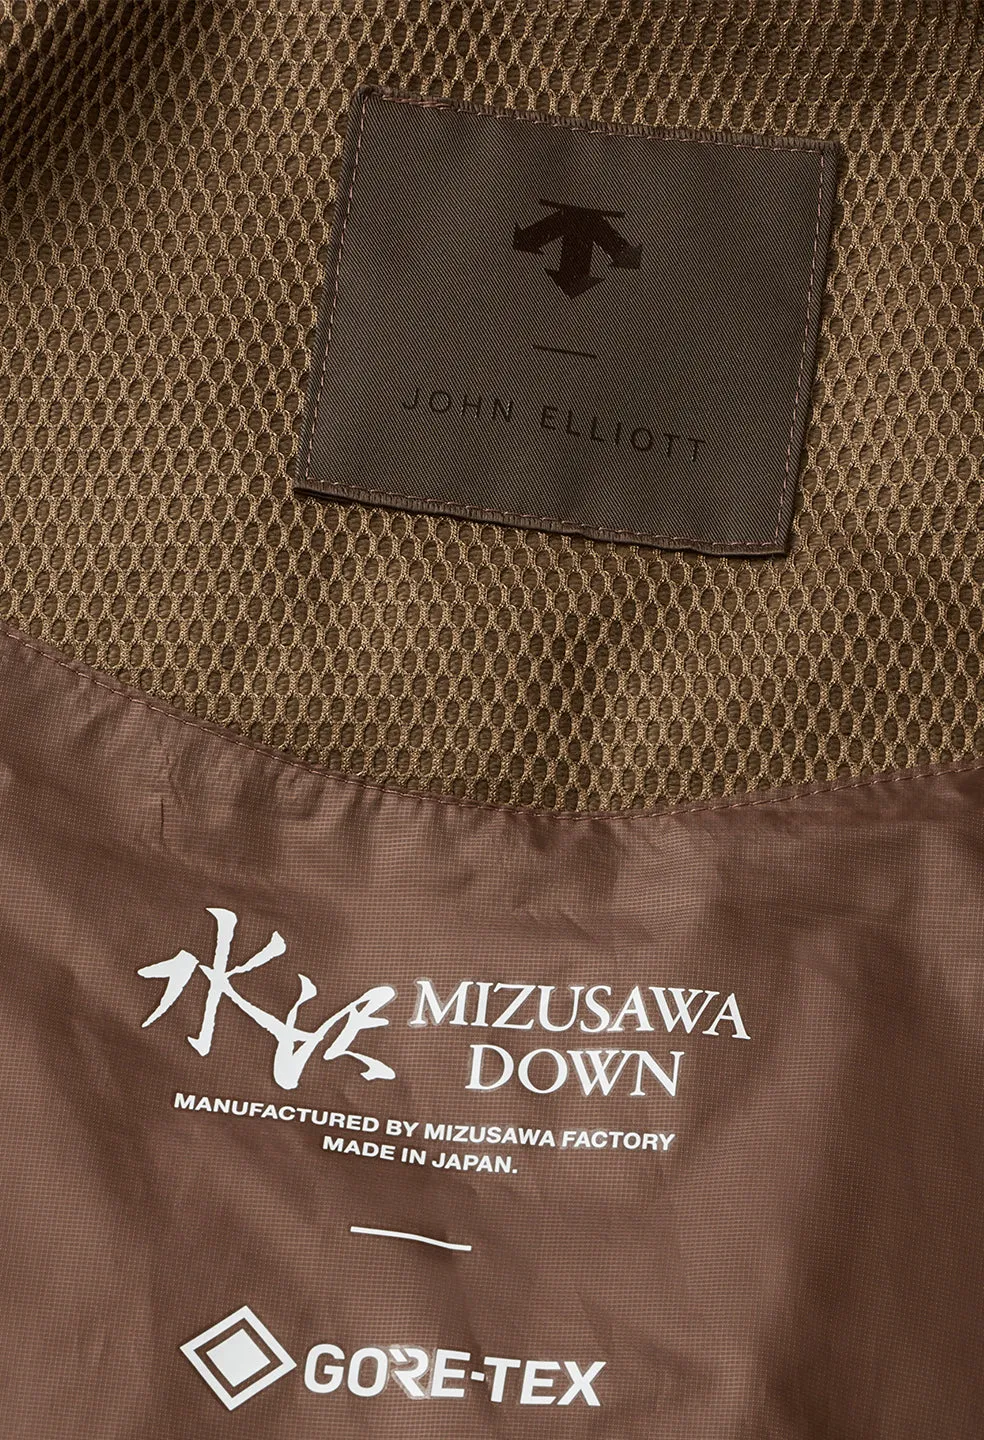 JOHN ELLIOTT
水沢 MIZUSAWA
DOWN
MANUFACTURED BY MIZUSAWA FACTORY
MADE IN JAPAN.
GORE-TEX